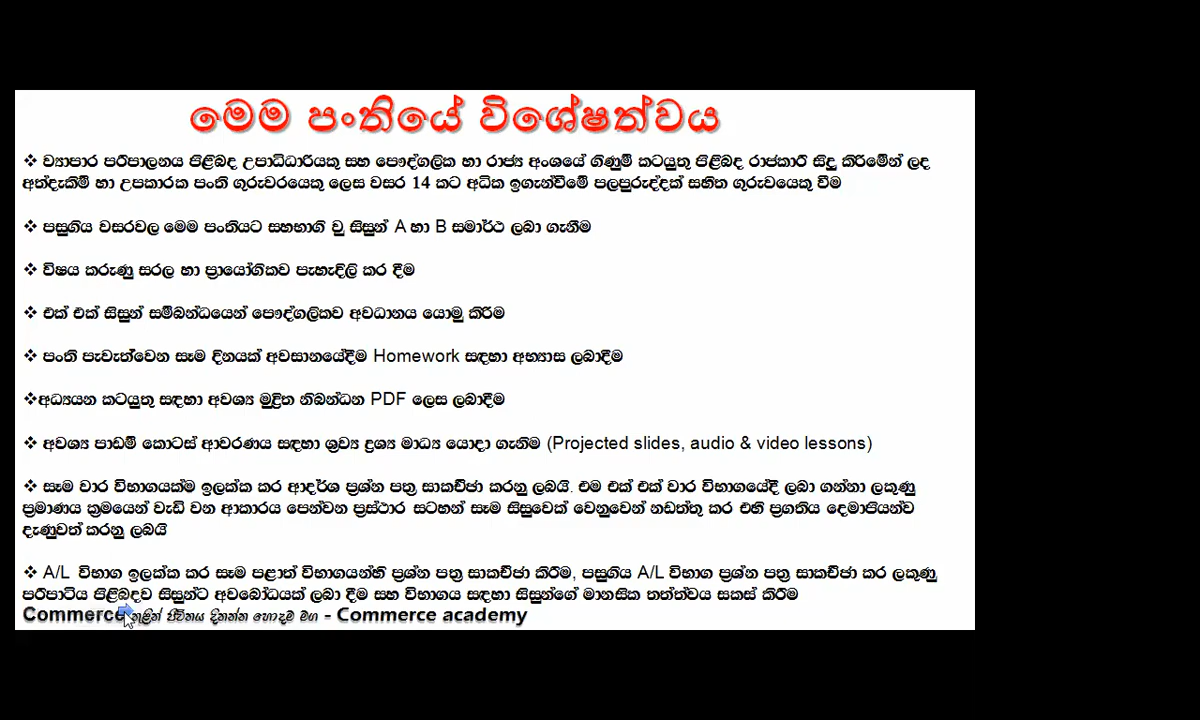 මෙම පංතියේ විශේෂත්වය
❖ ව්‍යාපාර පරිපාලනය පිළිබඳ උපාධිධාරියකු සහ පෞද්ගලික හා රාජ්‍ය අංශයේ ගිණුම් කටයුතු පිළිබඳ රාජකාරී සිදු කිරීමෙන් ලද
අත්දැකීම් හා උපකාරක පංති ගුරුවරයෙකු ලෙස වසර 14 කට අධික ඉගැන්වීමේ පලපුරුද්දක් සහිත ගුරුවයෙකු වීම
❖ පසුගිය වසරවල මෙම පංතියට සහභාගී වූ සිසුන් A හා B සමාර්ථ ලබා ගැනීම
❖ විෂය කරුණු සරල හා ප්‍රායෝගිකව පැහැදිලි කර දීම
❖ එක් එක් සිසුන් සම්බන්ධයෙන් පෞද්ගලිකව අවධානය යොමු කිරීම
❖ පංති පැවැත්වෙන සෑම දිනයක් අවසානයේදීම Homework සඳහා අභ්‍යාස ලබාදීම
❖අධ්‍යයන කටයුතු සඳහා අවශ්‍ය මුද්‍රිත නිබන්ධන PDF ලෙස ලබාදීම
❖ අවශ්‍ය පාඩම් කොටස් ආවරණය සඳහා ශ්‍රව්‍ය දෘශ්‍ය මාධ්‍ය යොදා ගැනිම (Projected slides, audio & video lessons)
❖ සෑම වාර විභාගයක්ම ඉලක්ක කර ආදර්ශ ප්‍රශ්න පත්‍ර සාකච්ඡා කරනු ලබයි. එම එක් එක් වාර විභාගයේදී ලබා ගන්නා ලකුණු
ප්‍රමාණය ක්‍රමයෙන් වැඩි වන ආකාරය පෙන්වන ප්‍රස්ථාර සටහන් සෑම සිසුවෙක් වෙනුවෙන් නඩත්තු කර එහි ප්‍රගතිය දෙමාපියන්ව
දැණුවත් කරනු ලබයි
❖ A/L විභාග ඉලක්ක කර සෑම පළාත් විභාගයන්හි ප්‍රශ්න පත්‍ර සාකච්ඡා කිරීම, පසුගිය A/L විභාග ප්‍රශ්න පත්‍ර සාකච්ඡා කර ලකුණු
පරිපාටිය පිළිබඳව සිසුන්ට අවබෝධයක් ලබා දීම සහ විභාගය සඳහා සිසුන්ගේ මානසික තත්ත්වය සකස් කිරීම
Commerce තුළින් ජීවිතය දිනන්න හොඳම මග - Commerce academy